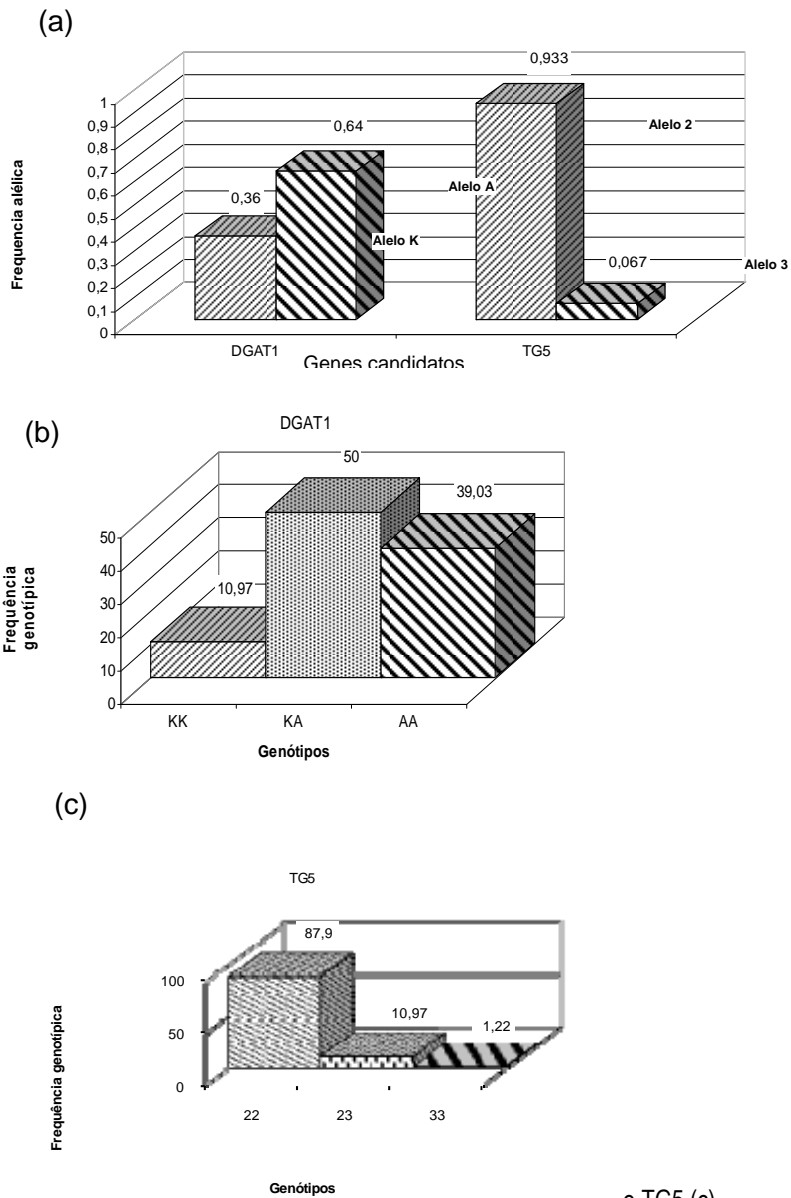 (a)
0,933
1
0,9
0,8
0,7
0,6
0,5
0,4
0,3
0,2
0,1
0
Frequencia alélica
0,64
0,36
Alelo 2
Alelo A
Alelo K
0,067
Alelo 3
DGAT1
TG5
Genes candidatos
(b)
DGAT1
50
39,03
10,97
50
40
30
20
10
0
Frequência
genotípica
KK KA AA
Genótipos
(c)
TG5
87,9
10,97
1,22
100
50
0
Frequência genotípica
22 23 33
Genótipos
e TG5 (c)